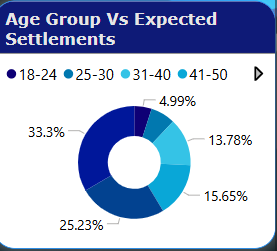 Age Group Vs Expected
Settlements
18-24 25-30 31-40 41-50
4.99%
33.3%
13.78%
15.65%
25.23%